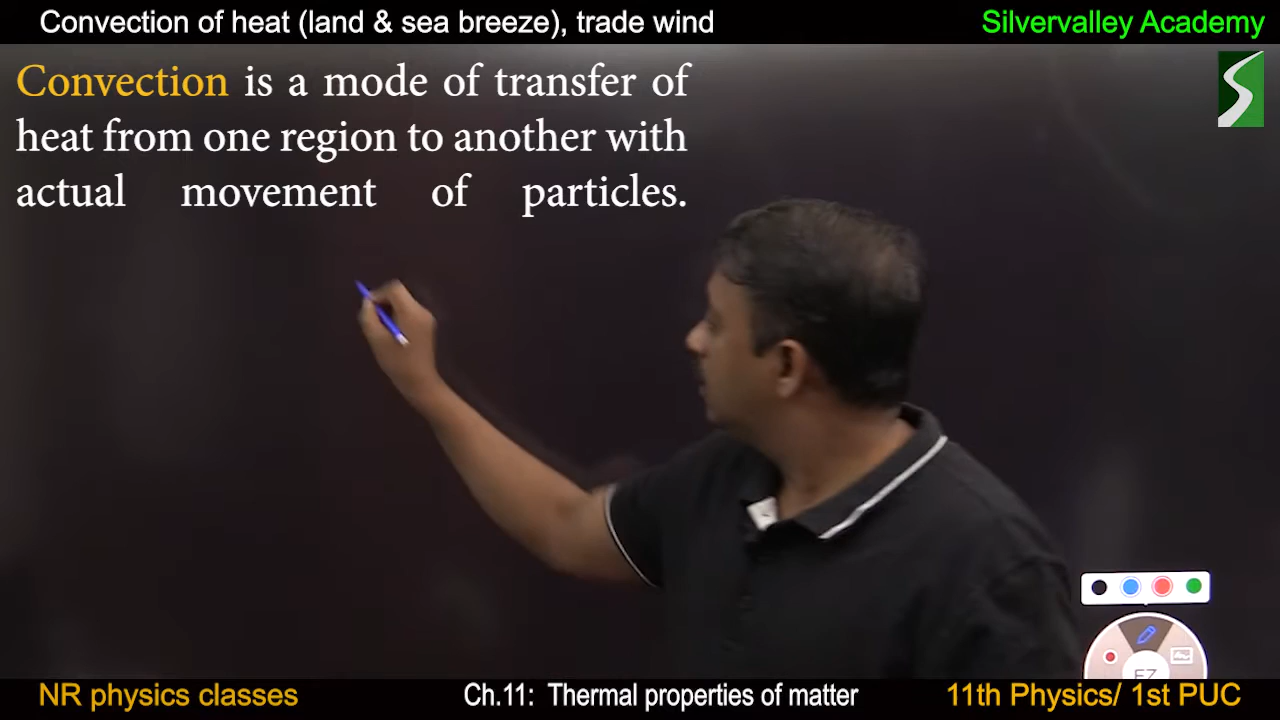 Convection of heat (land & sea breeze), trade wind
Silvervalley Academy
Convection is a mode of transfer of
heat from one region to another with
actual movement of particles.
NR physics classes
Ch.11: Thermal properties of matter
11th Physics/ 1st PUC